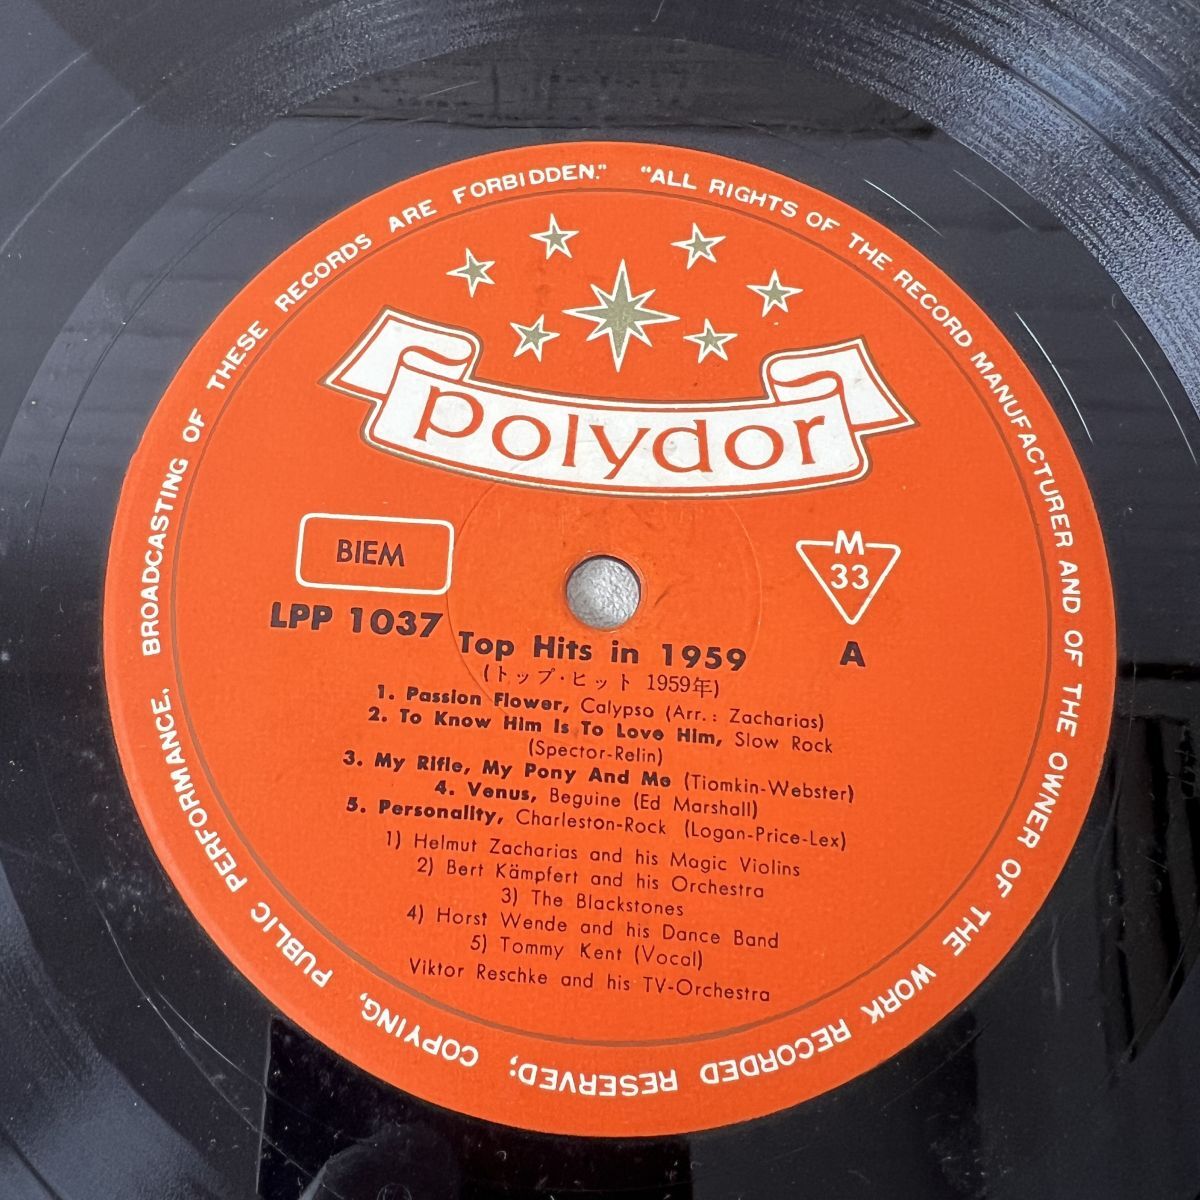 "ALL RIGHTS OF THE RECORD MANUFACTURER AND OF THE OWNER OF THE WORK RECORDED RESERVED; COPYING, PUBLIC PERFORMANCE, BROADCASTING OF THESE RECORDS ARE FORBIDDEN."
polydor
BIEM
M
33
LPP 1037
A
Top Hits in 1959
(トップ・ヒット 1959年)
1. Passion Flower, Calypso (Arr.: Zacharias)
2. To Know Him Is To Love Him, Slow Rock
(Spector-Relin)
3. My Rifle, My Pony And Me (Tiomkin-Webster)
4. Venus, Beguine (Ed Marshall)
5. Personality, Charleston-Rock (Logan-Price-Lex)
1) Helmut Zacharias and his Magic Violins
2) Bert Kämpfert and his Orchestra
3) The Blackstones
4) Horst Wende and his Dance Band
5) Tommy Kent (Vocal)
Viktor Reschke and his TV-Orchestra